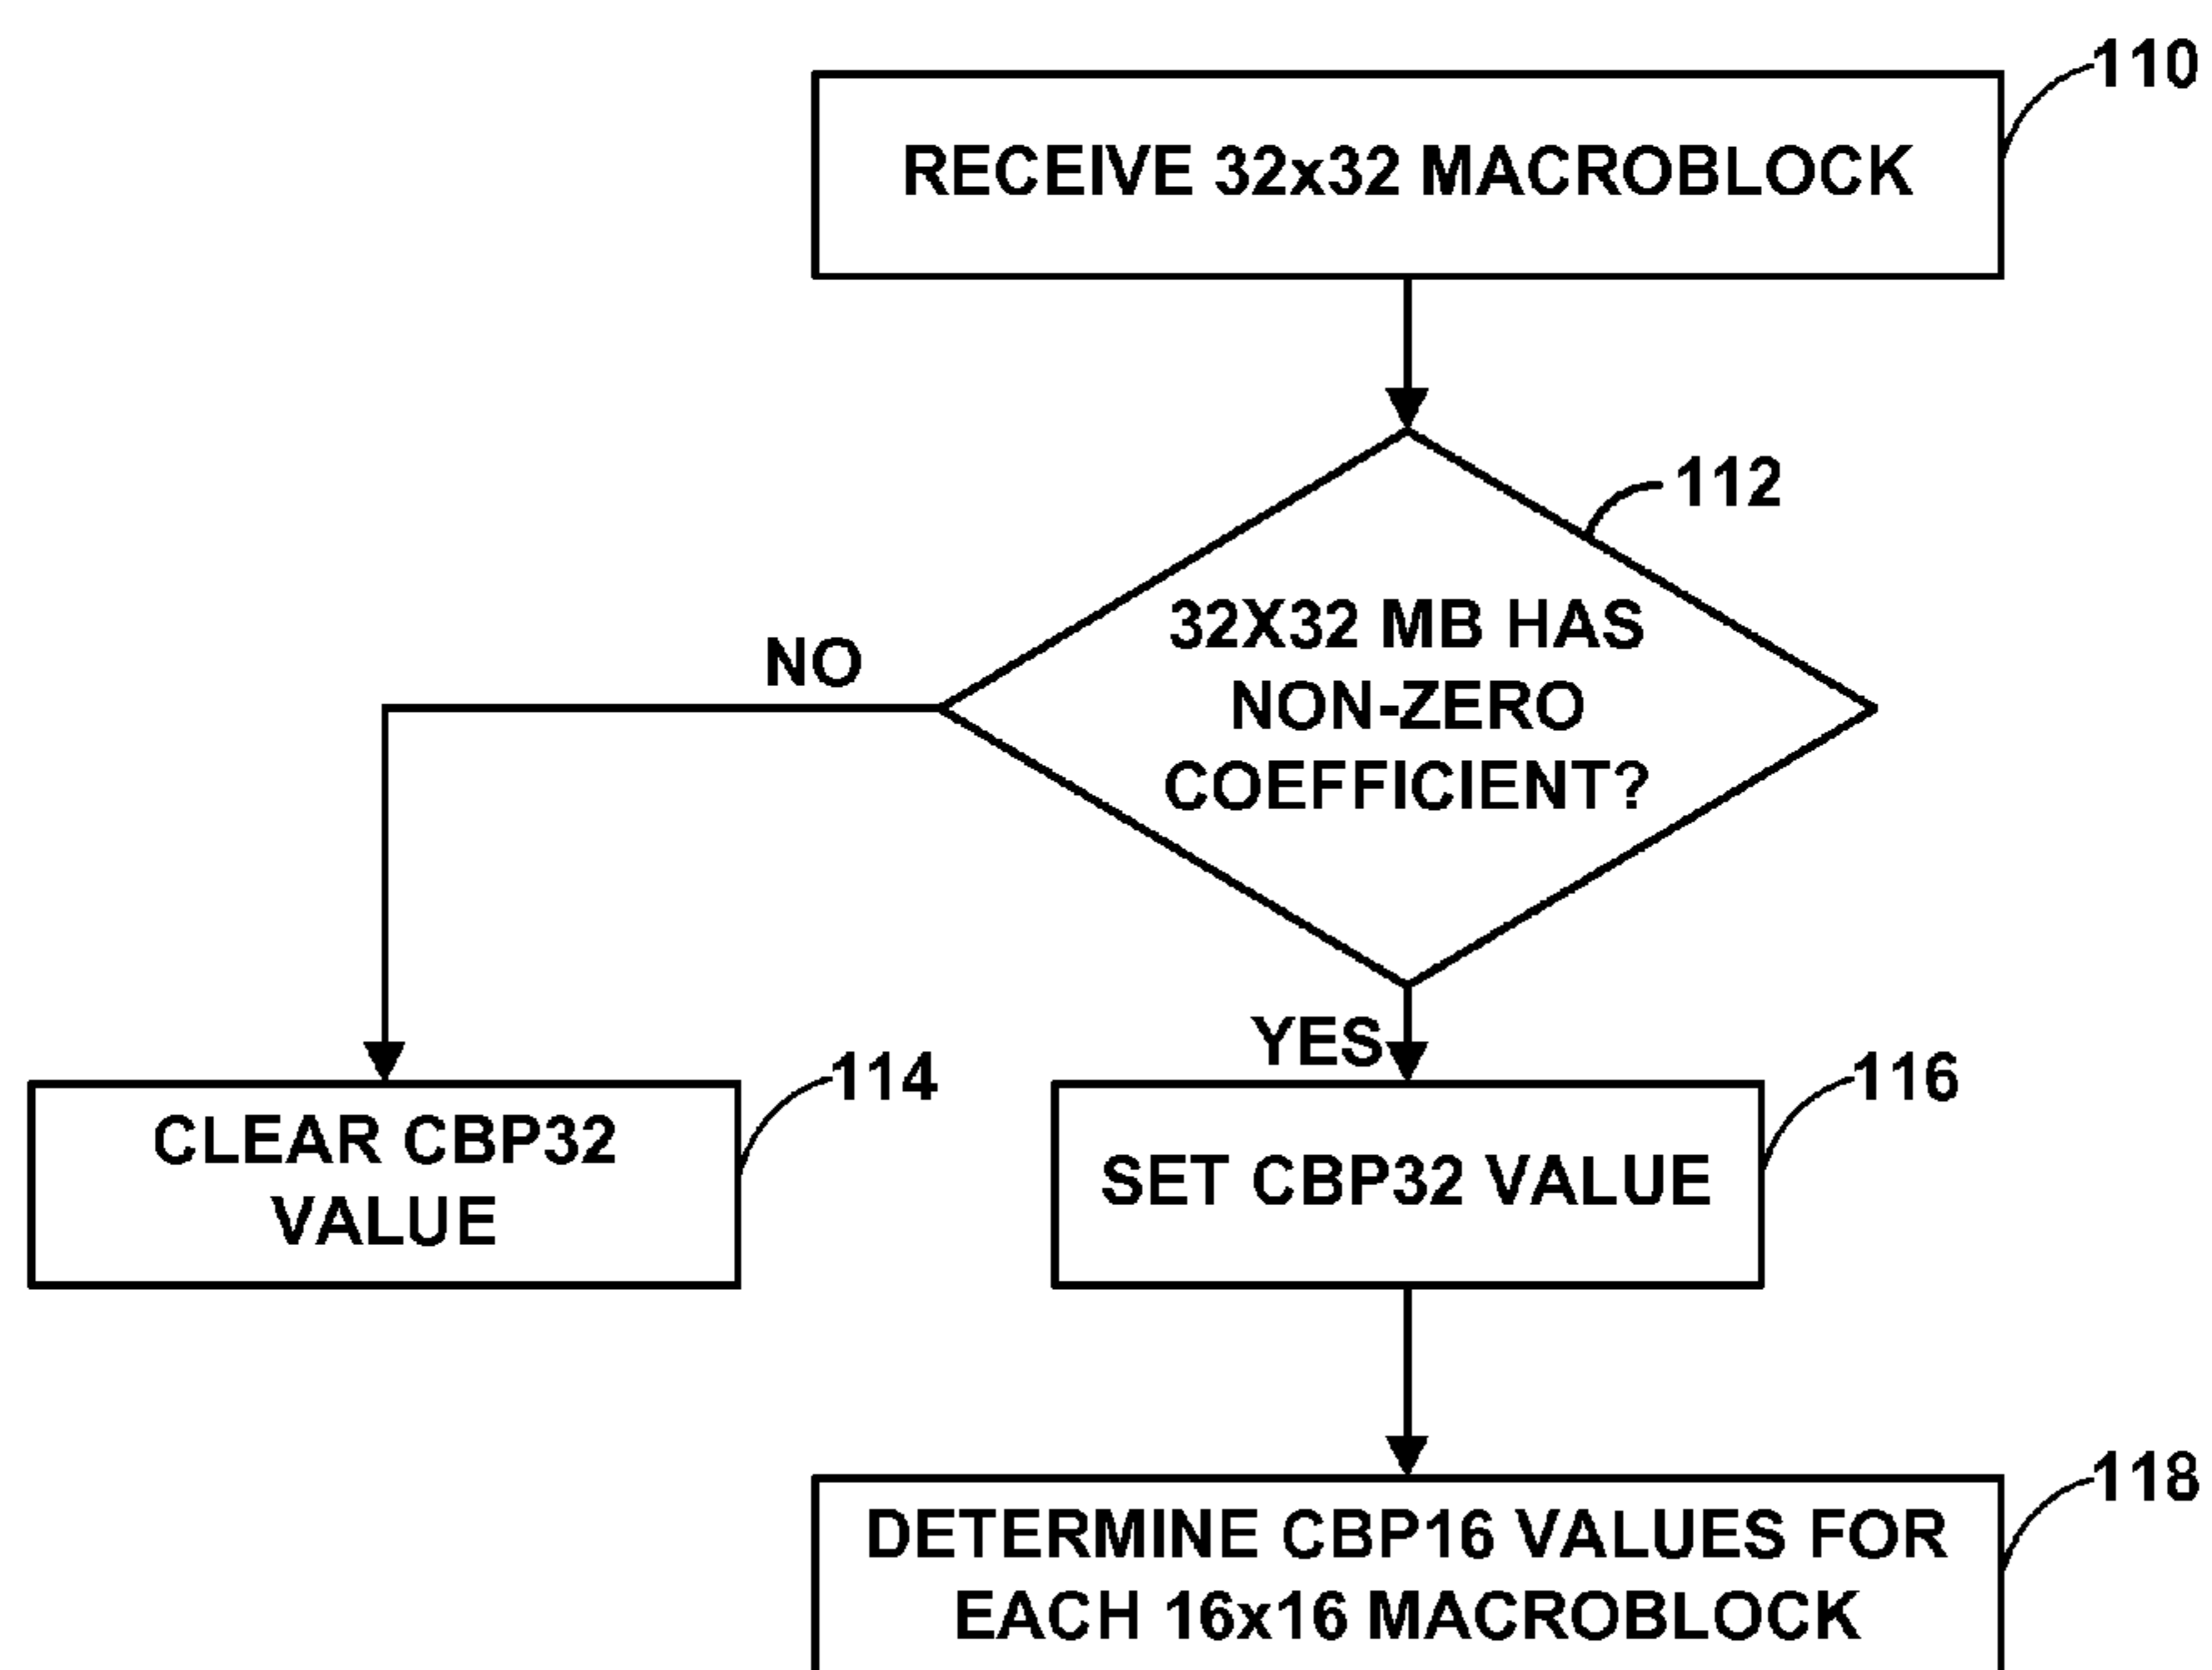 110
RECEIVE 32x32 MACROBLOCK
112
32X32 MB HAS
NON-ZERO
COEFFICIENT?
NO
YES
114
CLEAR CBP32
VALUE
116
SET CBP32 VALUE
118
DETERMINE CBP16 VALUES FOR
EACH 16x16 MACROBLOCK